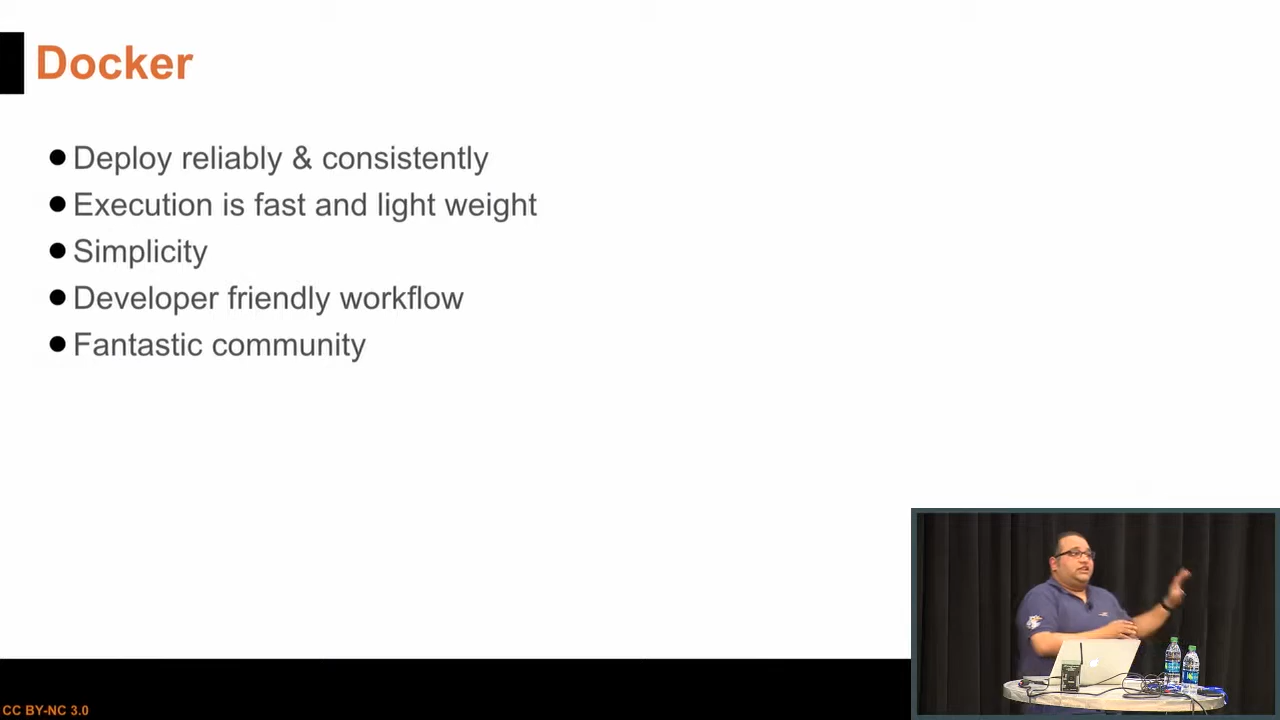 Docker
● Deploy reliably & consistently
● Execution is fast and light weight
● Simplicity
● Developer friendly workflow
● Fantastic community
CC BY-NC 3.0